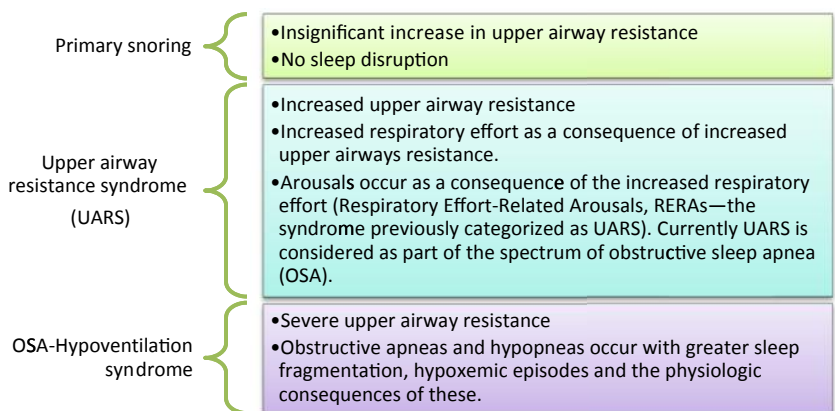 Primary snoring
•Insignificant increase in upper airway resistance
•No sleep disruption
Upper airway
resistance syndrome
(UARS)
•Increased upper airway resistance
•Increased respiratory effort as a consequence of increased
upper airways resistance.
•Arousals occur as a consequence of the increased respiratory
effort (Respiratory Effort-Related Arousals, RERAs—the
syndrome previously categorized as UARS). Currently UARS is
considered as part of the spectrum of obstructive sleep apnea
(OSA).
OSA-Hypoventilation
syndrome
•Severe upper airway resistance
•Obstructive apneas and hypopneas occur with greater sleep
fragmentation, hypoxemic episodes and the physiologic
consequences of these.